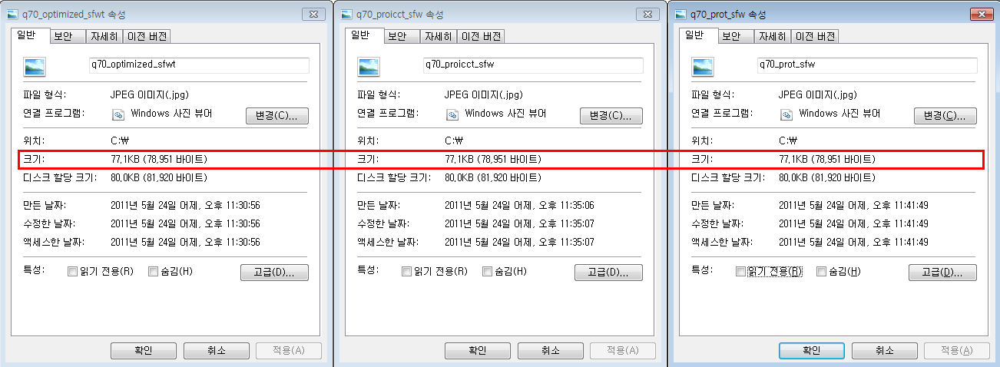 q70_optimized_sfwt 속성
일반 보안 자세히 이전 버전
q70_optimized_sfwt
파일 형식: JPEG 이미지(.jpg)
연결 프로그램: Windows 사진 뷰어 변경(C)...
위치: C:\
크기: 77,1KB (78,951 바이트)
디스크 할당 크기: 80,0KB (81,920 바이트)
만든 날짜: 2011년 5월 24일 어제, 오후 11:30:56
수정한 날짜: 2011년 5월 24일 어제, 오후 11:30:56
액세스한 날짜: 2011년 5월 24일 어제, 오후 11:30:56
특성: 읽기 전용(R) 숨김(H) 고급(D)...
확인 취소 적용(A)
q70_proicct_sfw 속성
일반 보안 자세히 이전 버전
q70_proicct_sfw
파일 형식: JPEG 이미지(.jpg)
연결 프로그램: Windows 사진 뷰어 변경(C)...
위치: C:\
크기: 77,1KB (78,951 바이트)
디스크 할당 크기: 80,0KB (81,920 바이트)
만든 날짜: 2011년 5월 24일 어제, 오후 11:35:06
수정한 날짜: 2011년 5월 24일 어제, 오후 11:35:07
액세스한 날짜: 2011년 5월 24일 어제, 오후 11:35:07
특성: 읽기 전용(R) 숨김(H) 고급(D)...
확인 취소 적용(A)
q70_prot_sfw 속성
일반 보안 자세히 이전 버전
q70_prot_sfw
파일 형식: JPEG 이미지(.jpg)
연결 프로그램: Windows 사진 뷰어 변경(C)...
위치: C:\
크기: 77,1KB (78,951 바이트)
디스크 할당 크기: 80,0KB (81,920 바이트)
만든 날짜: 2011년 5월 24일 어제, 오후 11:41:49
수정한 날짜: 2011년 5월 24일 어제, 오후 11:41:49
액세스한 날짜: 2011년 5월 24일 어제, 오후 11:41:49
특성: 읽기 전용(R) 숨김(H) 고급(D)...
확인 취소 적용(A)